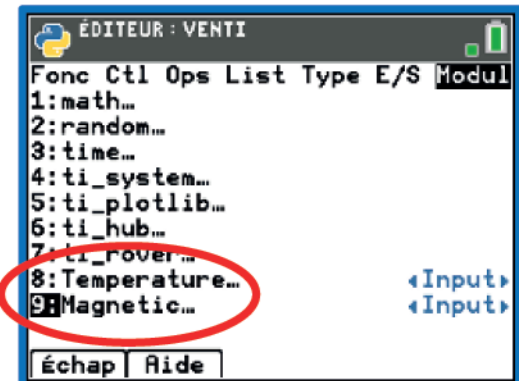 ÉDITEUR : VENTI
Fonc Ctl Ops List Type E/S Modul
1:math…
2:random…
3:time…
4:ti_system…
5:ti_plotlib…
6:ti_hub…
7:ti_rover…
8:Temperature… ◂Input▸
9:Magnetic… ◂Input▸
Échap Aide